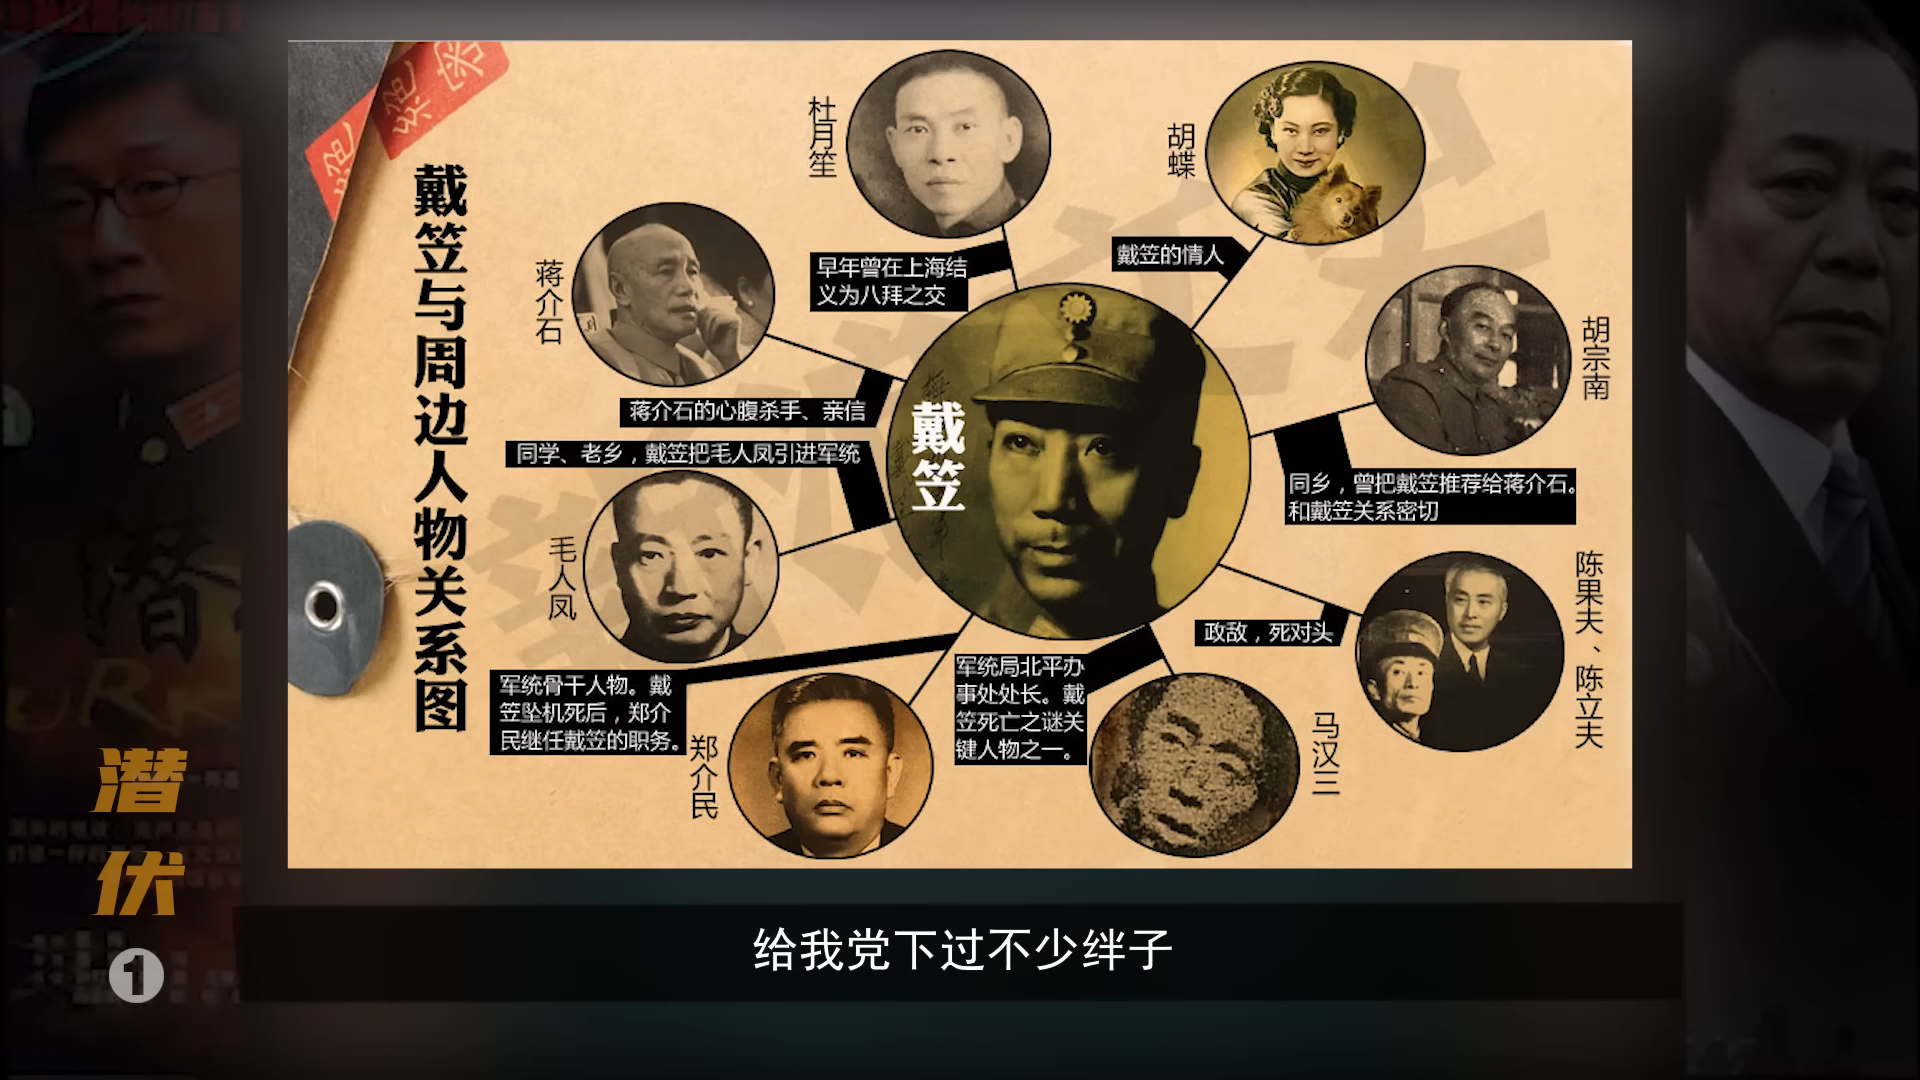 绝密
绝
戴笠与周边人物关系图
杜月笙
早年曾在上海结
义为八拜之交
胡蝶
戴笠的情人
蒋介石
蒋介石的心腹杀手、亲信
胡宗南
同乡，曾把戴笠推荐给蒋介石。
和戴笠关系密切
同学、老乡，戴笠把毛人凤引进军统
毛人凤
戴笠
陈果夫、陈立夫
政敌，死对头
军统骨干人物。戴
笠坠机死后，郑介
民继任戴笠的职务。
郑介民
军统局北平办
事处处长。戴
笠死亡之谜关
键人物之一。
马汉三
潜伏
1
给我党下过不少绊子